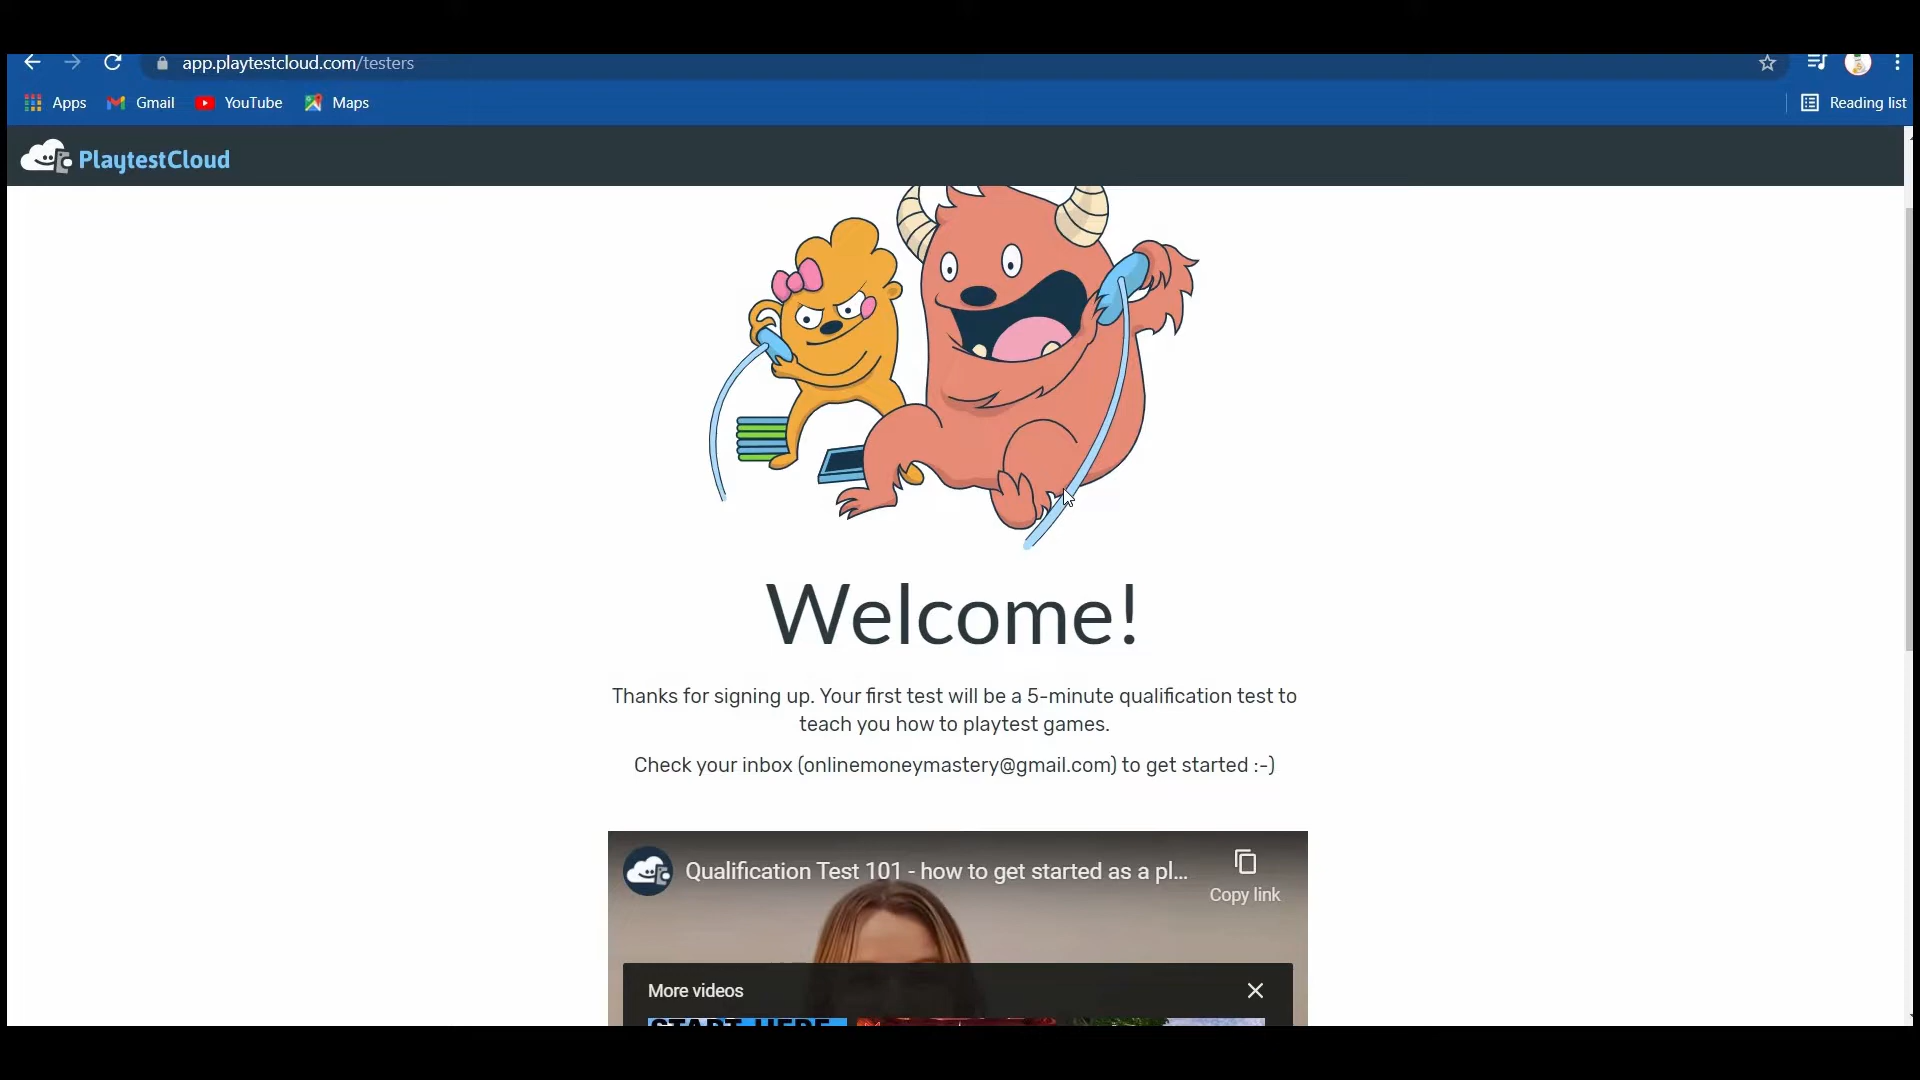 app.playtestcloud.com/testers
Apps Gmail YouTube Maps Reading list
PlaytestCloud
Welcome!
Thanks for signing up. Your first test will be a 5-minute qualification test to
teach you how to playtest games.
Check your inbox (onlinemoneymastery@gmail.com) to get started :-)
Qualification Test 101 - how to get started as a pl...
Copy link
More videos
START HERE